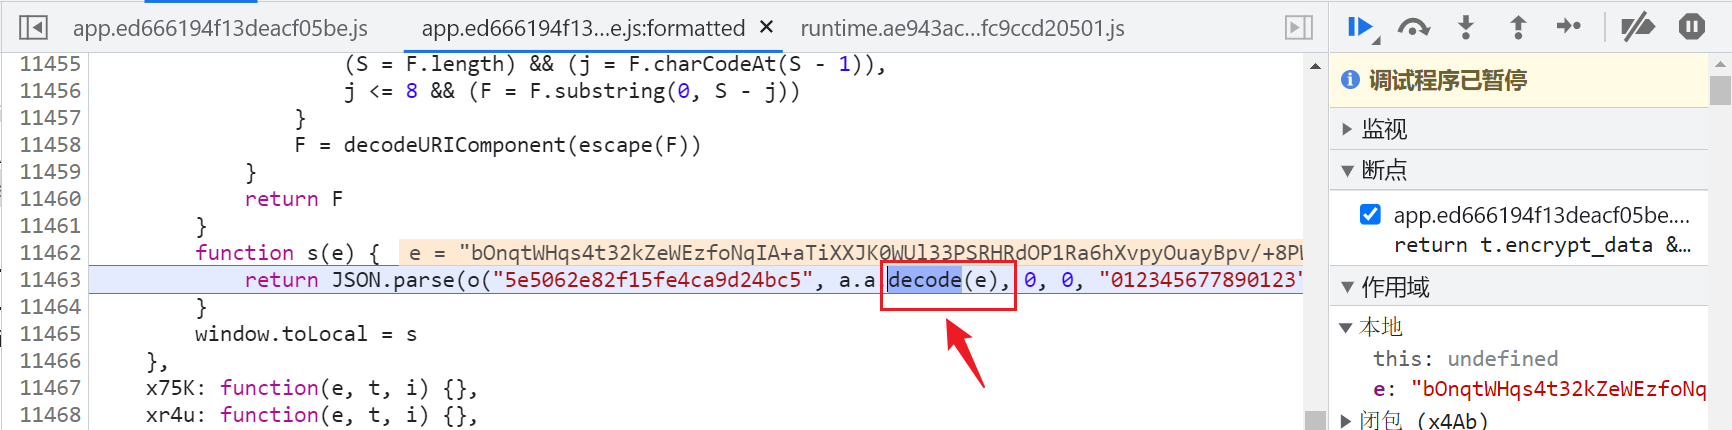 app.ed666194f13deacf05be.js
app.ed666194f13...e.js:formatted ×
runtime.ae943ac...fc9ccd20501.js
11455 (S = F.length) && (j = F.charCodeAt(S - 1)),
11456 j <= 8 && (F = F.substring(0, S - j))
11457 }
11458 F = decodeURIComponent(escape(F))
11459 }
11460 return F
11461 }
11462 function s(e) { e = "bOnqtWHqs4t32kZeWEzfoNqIA+aTiXXJK0WUl33PSRHRdOP1Ra6hXvpyOuayBpv/+8PW
11463 return JSON.parse(o("5e5062e82f15fe4ca9d24bc5", a.a.decode(e), 0, 0, "012345677890123"
11464 }
11465 window.toLocal = s
11466 },
11467 x75K: function(e, t, i) {},
11468 xr4u: function(e, t, i) {},
调试程序已暂停
监视
断点
app.ed666194f13deacf05be....
return t.encrypt_data &...
作用域
本地
this: undefined
e: "bOnqtWHqs4t32kZeWEzfoNq
闭包 (x4Ab)